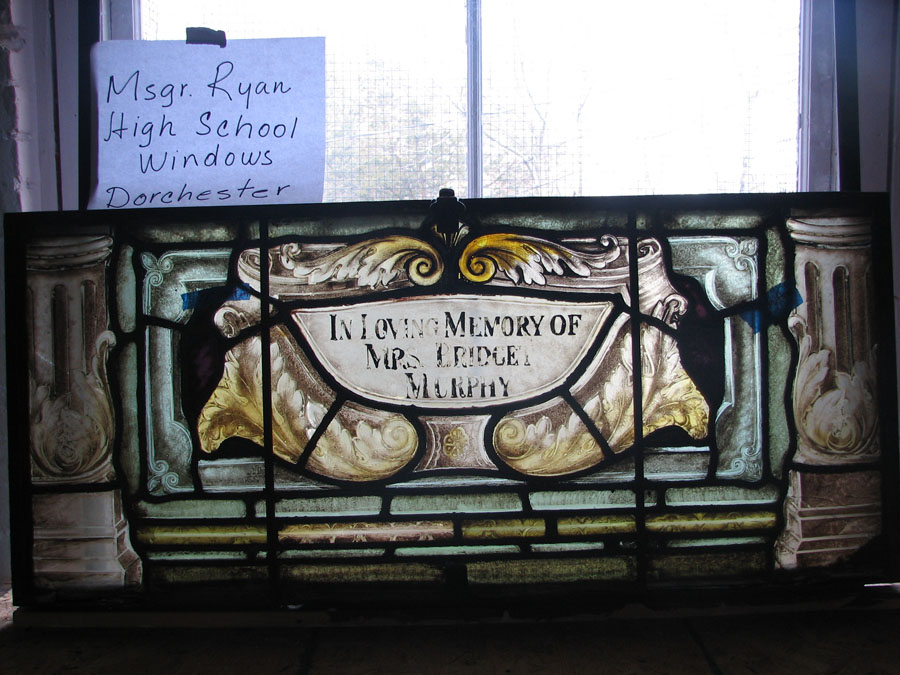 Msgr. Ryan
High School
Windows
Dorchester
IN LOVING MEMORY OF
MRS. BRIDGET
MURPHY